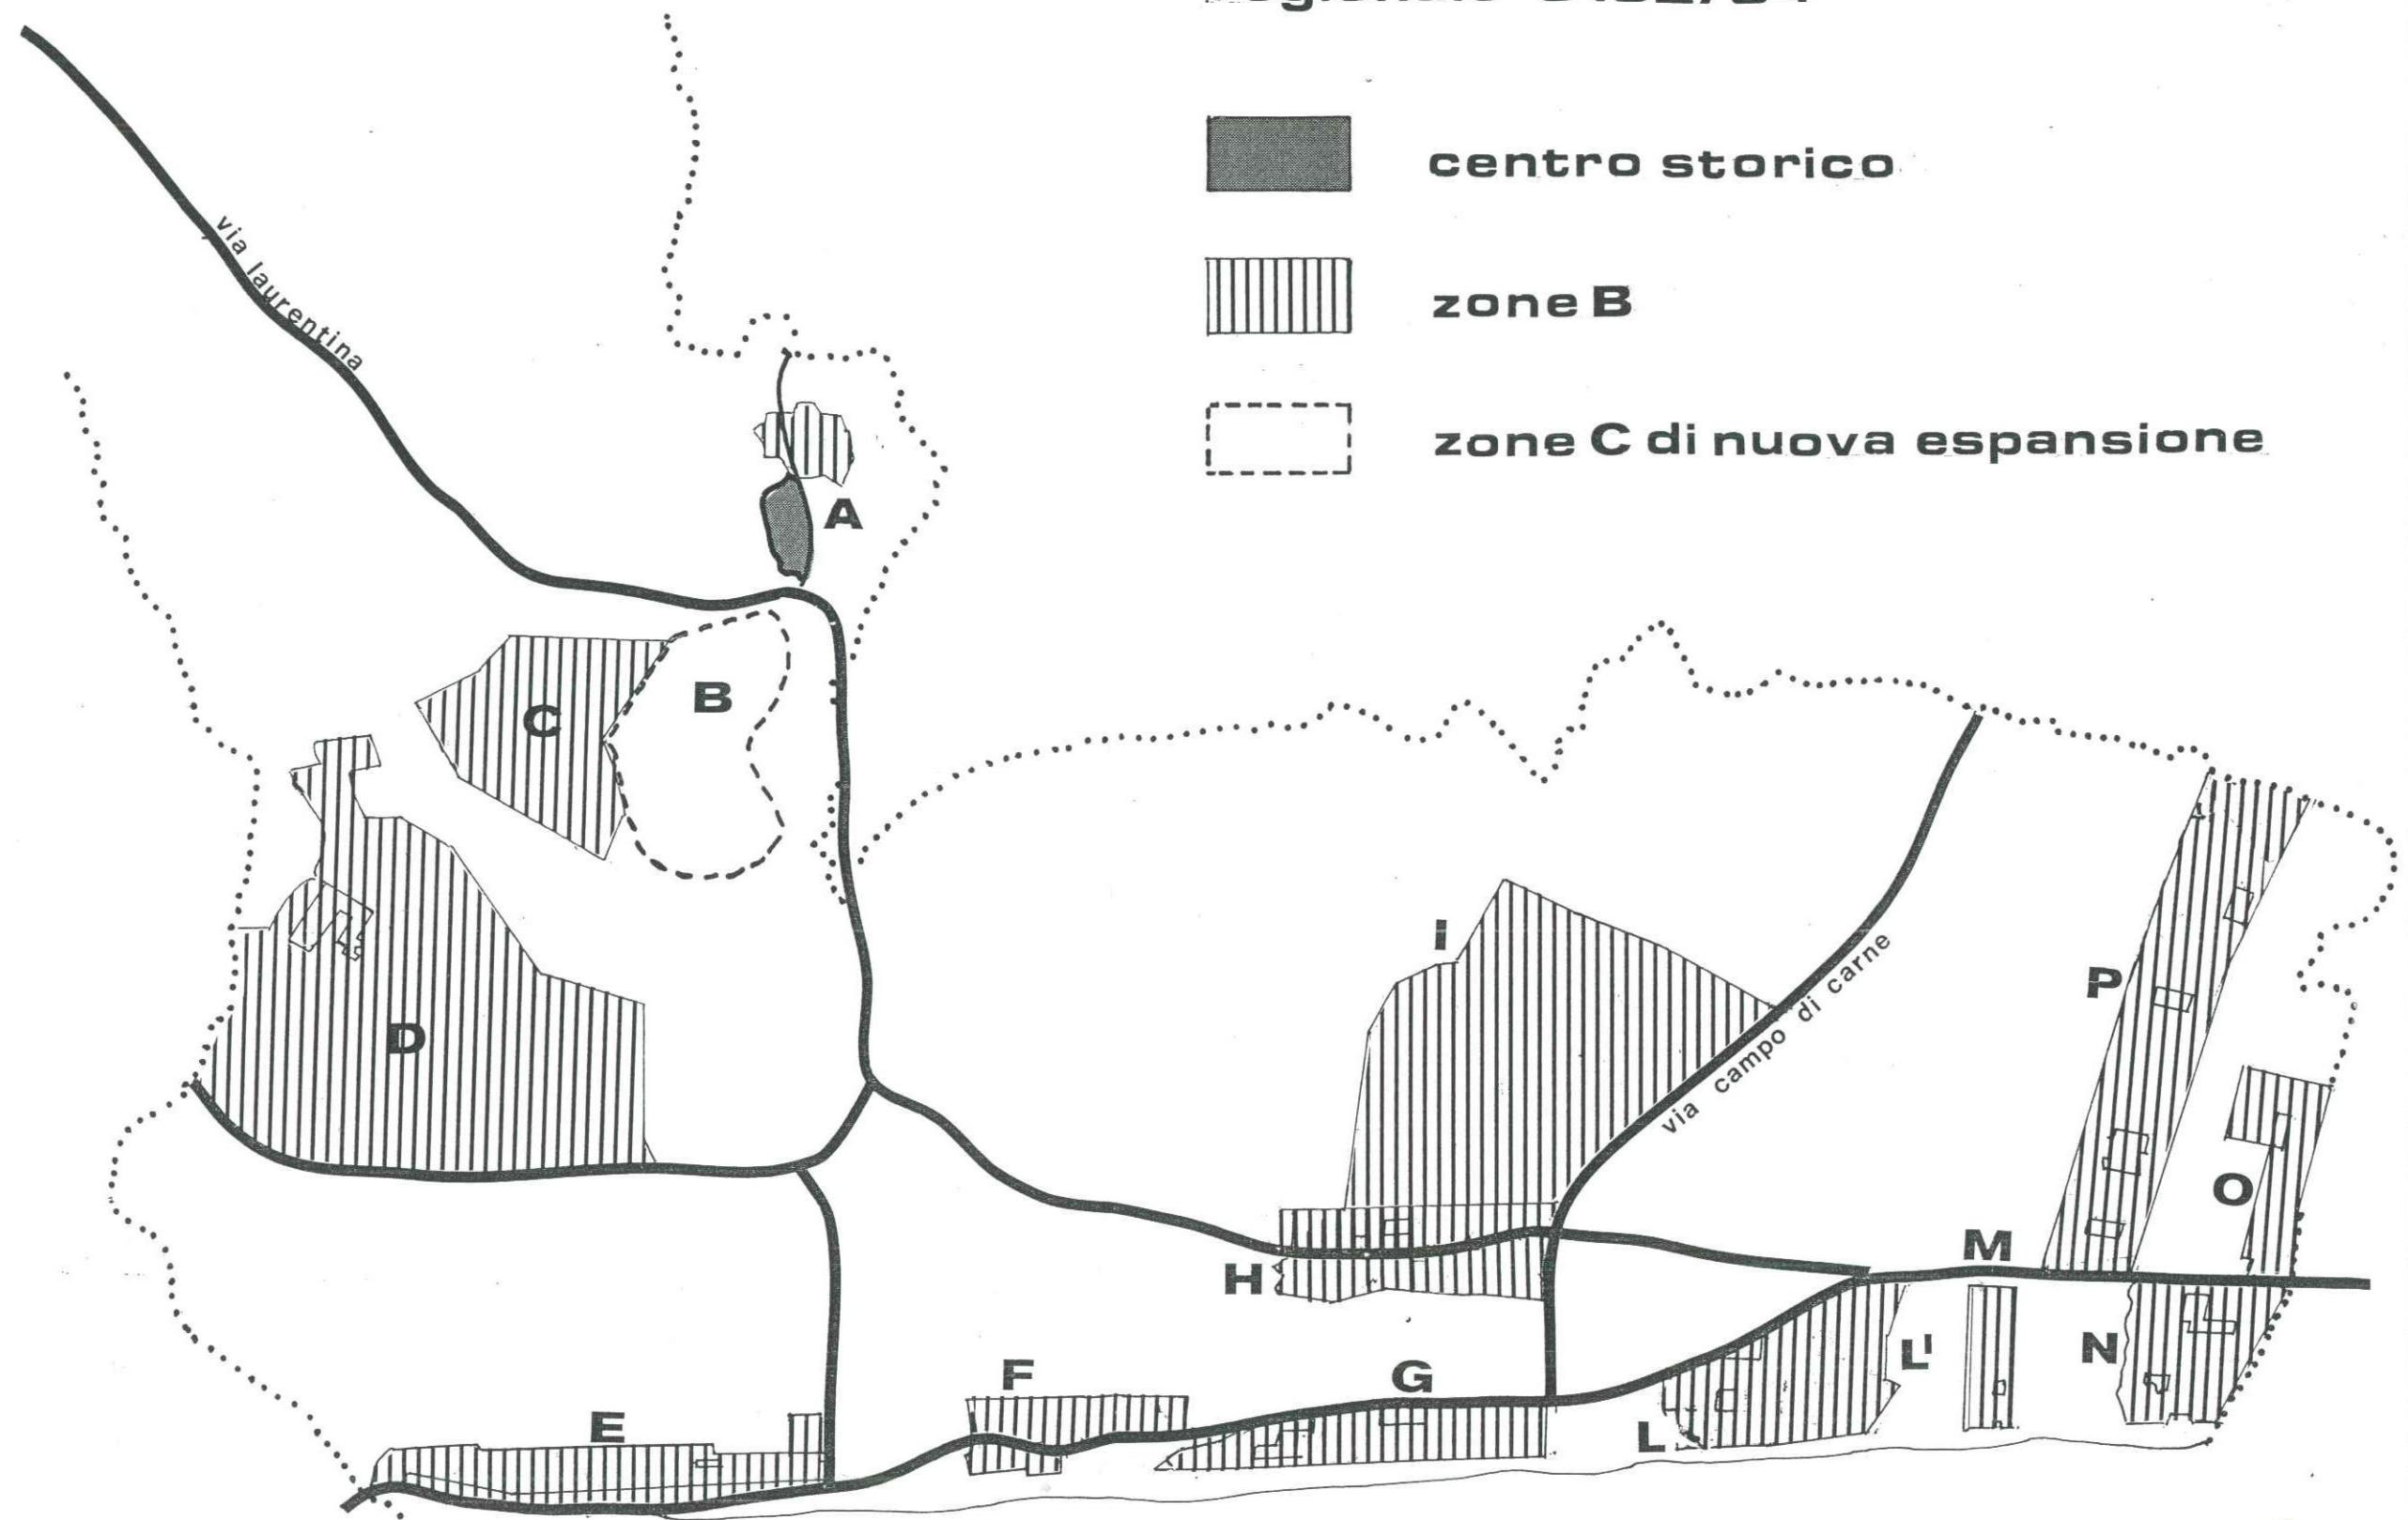 centro storico
zone B
zone C di nuova espansione
via laurentina
A
B
C
D
I
via campo di carne
P
O
M
H
L'
N
G
F
E
L